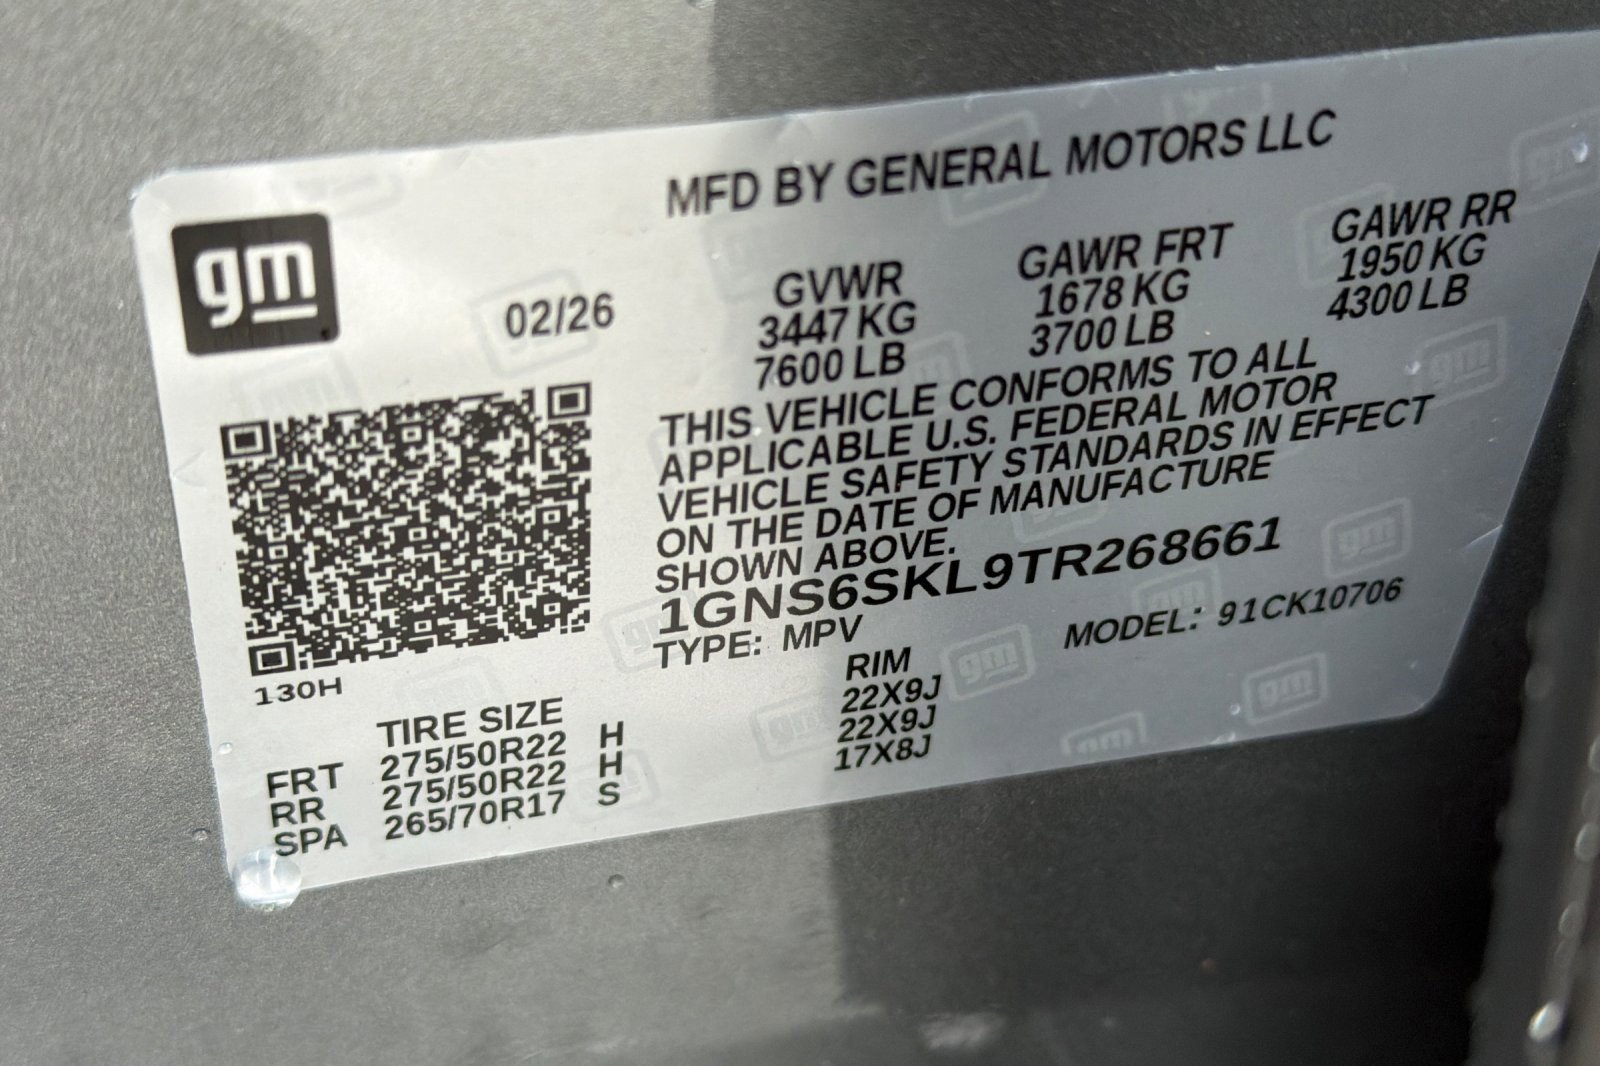 MFD BY GENERAL MOTORS LLC
gm
02/26
GVWR GAWR FRT GAWR RR
3447 KG 1678 KG 1950 KG
7600 LB 3700 LB 4300 LB
THIS VEHICLE CONFORMS TO ALL
APPLICABLE U.S. FEDERAL MOTOR
VEHICLE SAFETY STANDARDS IN EFFECT
ON THE DATE OF MANUFACTURE
SHOWN ABOVE.
1GNS6SKL9TR268661
TYPE: MPV MODEL: 91CK10706
130H
TIRE SIZE RIM
FRT 275/50R22 H 22X9J
RR 275/50R22 H 22X9J
SPA 265/70R17 S 17X8J